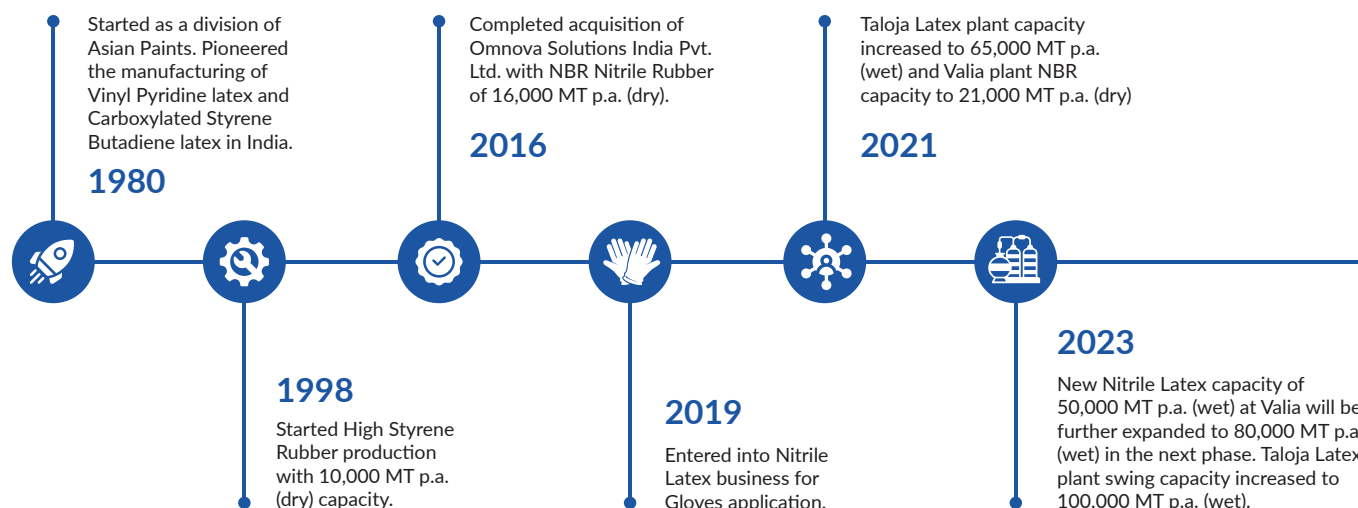 Started as a division of
Asian Paints. Pioneered
the manufacturing of
Vinyl Pyridine latex and
Carboxylated Styrene
Butadiene latex in India.
1980
1998
Started High Styrene
Rubber production
with 10,000 MT p.a.
(dry) capacity.
Completed acquisition of
Omnova Solutions India Pvt.
Ltd. with NBR Nitrile Rubber
of 16,000 MT p.a. (dry).
2016
2019
Entered into Nitrile
Latex business for
Gloves application.
Taloja Latex plant capacity
increased to 65,000 MT p.a.
(wet) and Valia plant NBR
capacity to 21,000 MT p.a. (dry)
2021
2023
New Nitrile Latex capacity of
50,000 MT p.a. (wet) at Valia will be
further expanded to 80,000 MT p.a
(wet) in the next phase. Taloja Latex
plant swing capacity increased to
100,000 MT p.a. (wet).